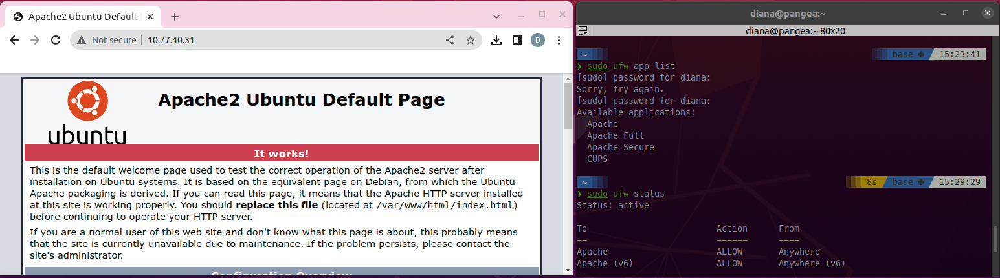 Apache2 Ubuntu Default
Not secure
10.77.40.31
D
ubuntu
Apache2 Ubuntu Default Page
It works!
This is the default welcome page used to test the correct operation of the Apache2 server after
installation on Ubuntu systems. It is based on the equivalent page on Debian, from which the Ubuntu
Apache packaging is derived. If you can read this page, it means that the Apache HTTP server installed
at this site is working properly. You should replace this file (located at /var/www/html/index.html)
before continuing to operate your HTTP server.
If you are a normal user of this web site and don't know what this page is about, this probably means
that the site is currently unavailable due to maintenance. If the problem persists, please contact the
site's administrator.
Configuration Overview
diana@pangea:~
diana@pangea:~ 80x20
~ base 15:23:41
❯ sudo ufw app list
[sudo] password for diana:
Sorry, try again.
[sudo] password for diana:
Available applications:
Apache
Apache Full
Apache Secure
CUPS
~ 8s base 15:29:29
❯ sudo ufw status
Status: active
To Action From
-- ------ ----
Apache ALLOW Anywhere
Apache (v6) ALLOW Anywhere (v6)